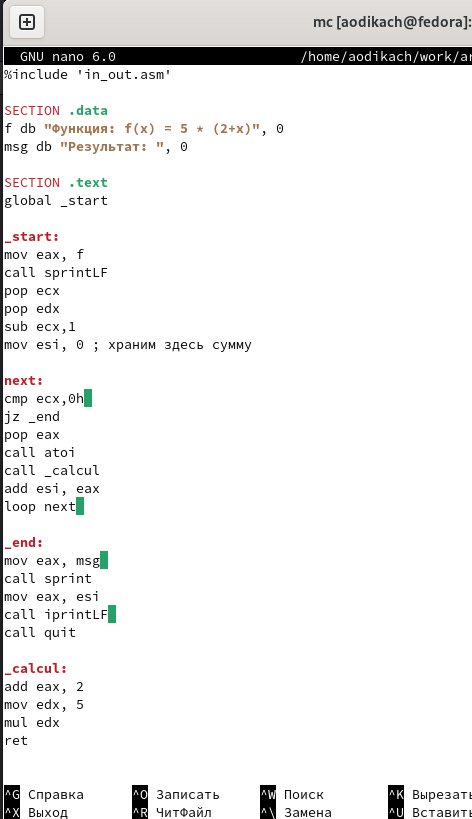 mc [aodikach@fedora]:
GNU nano 6.0 /home/aodikach/work/ar
%include 'in_out.asm'
SECTION .data
f db "Функция: f(x) = 5 * (2+x)", 0
msg db "Результат: ", 0
SECTION .text
global _start
_start:
mov eax, f
call sprintLF
pop ecx
pop edx
sub ecx,1
mov esi, 0 ; храним здесь сумму
next:
cmp ecx,0h
jz _end
pop eax
call atoi
call _calcul
add esi, eax
loop next
_end:
mov eax, msg
call sprint
mov eax, esi
call iprintLF
call quit
_calcul:
add eax, 2
mov edx, 5
mul edx
ret
^G Справка ^O Записать ^W Поиск ^K Вырезать
^X Выход ^R ЧитФайл ^\ Замена ^U Вставить